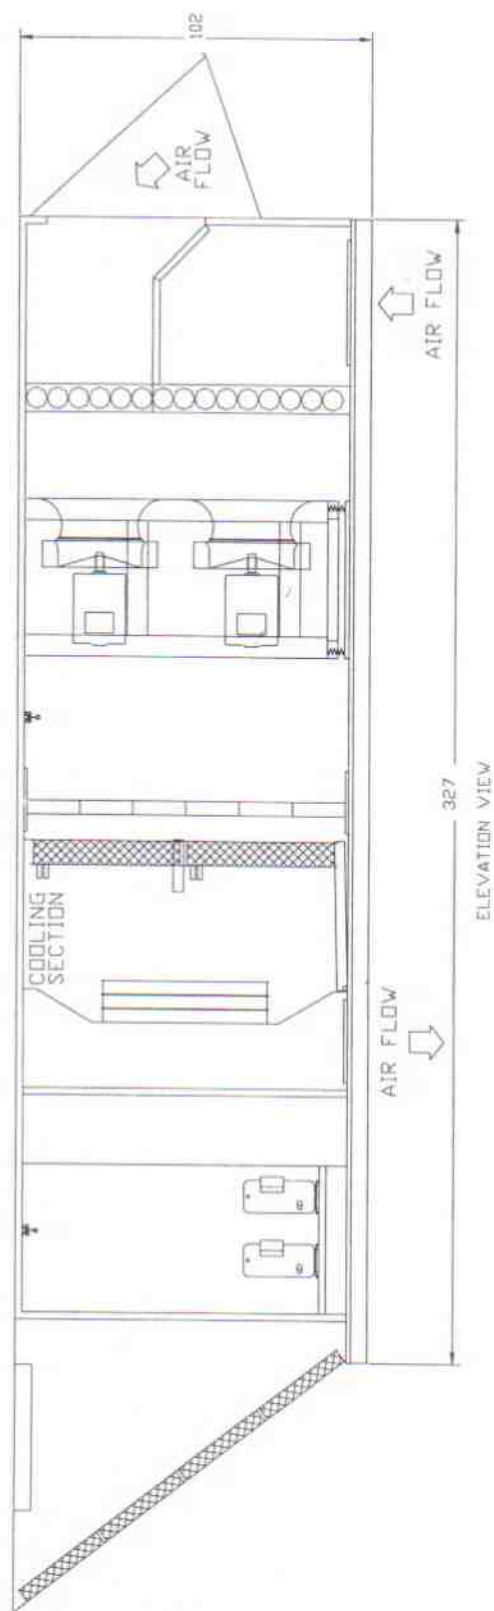 102
AIR
FLOW
AIR FLOW
COOLING
SECTION
AIR FLOW
327
ELEVATION VIEW